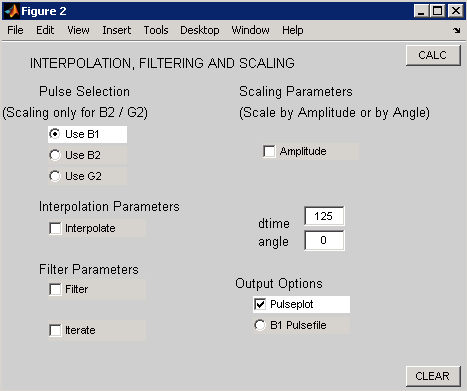 Figure 2
File Edit View Insert Tools Desktop Window Help
CALC
INTERPOLATION, FILTERING AND SCALING
Pulse Selection
(Scaling only for B2 / G2)
Use B1
Use B2
Use G2
Scaling Parameters
(Scale by Amplitude or by Angle)
Amplitude
Interpolation Parameters
Interpolate
dtime 125
angle 0
Filter Parameters
Filter
Iterate
Output Options
Pulseplot
B1 Pulsefile
CLEAR